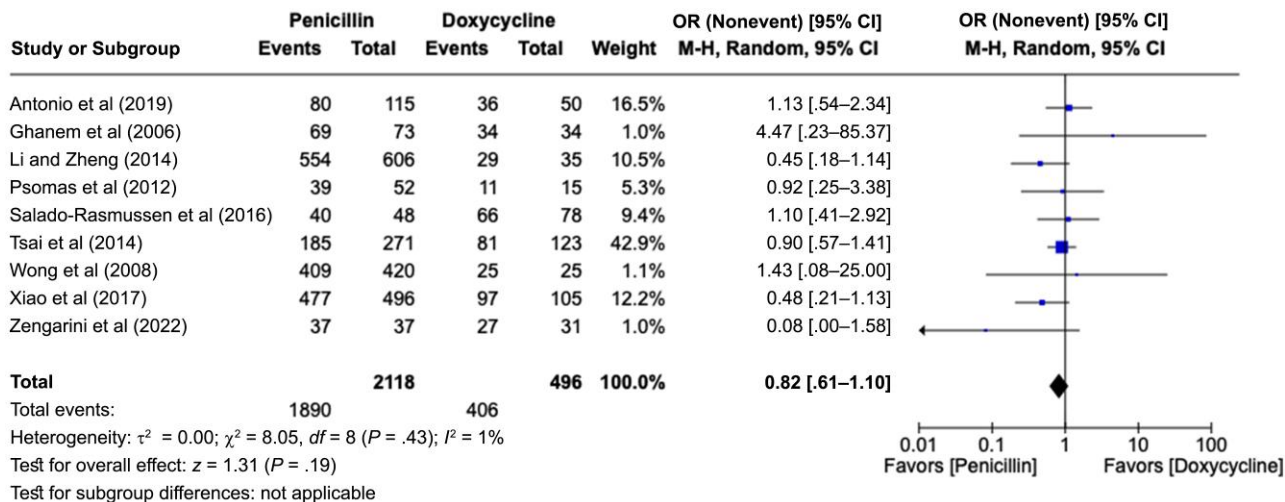 Penicillin Doxycycline OR (Nonevent) [95% CI] OR (Nonevent) [95% CI]
Study or Subgroup Events Total Events Total Weight M-H, Random, 95% CI M-H, Random, 95% CI
Antonio et al (2019) 80 115 36 50 16.5% 1.13 [.54–2.34]
Ghanem et al (2006) 69 73 34 34 1.0% 4.47 [.23–85.37]
Li and Zheng (2014) 554 606 29 35 10.5% 0.45 [.18–1.14]
Psomas et al (2012) 39 52 11 15 5.3% 0.92 [.25–3.38]
Salado-Rasmussen et al (2016) 40 48 66 78 9.4% 1.10 [.41–2.92]
Tsai et al (2014) 185 271 81 123 42.9% 0.90 [.57–1.41]
Wong et al (2008) 409 420 25 25 1.1% 1.43 [.08–25.00]
Xiao et al (2017) 477 496 97 105 12.2% 0.48 [.21–1.13]
Zengarini et al (2022) 37 37 27 31 1.0% 0.08 [.00–1.58]
Total 2118 496 100.0% 0.82 [.61–1.10]
Total events: 1890 406
Heterogeneity: τ² = 0.00; χ² = 8.05, df = 8 (P = .43); I² = 1%
Test for overall effect: z = 1.31 (P = .19)
Test for subgroup differences: not applicable
0.01 0.1 1 10 100
Favors [Penicillin] Favors [Doxycycline]